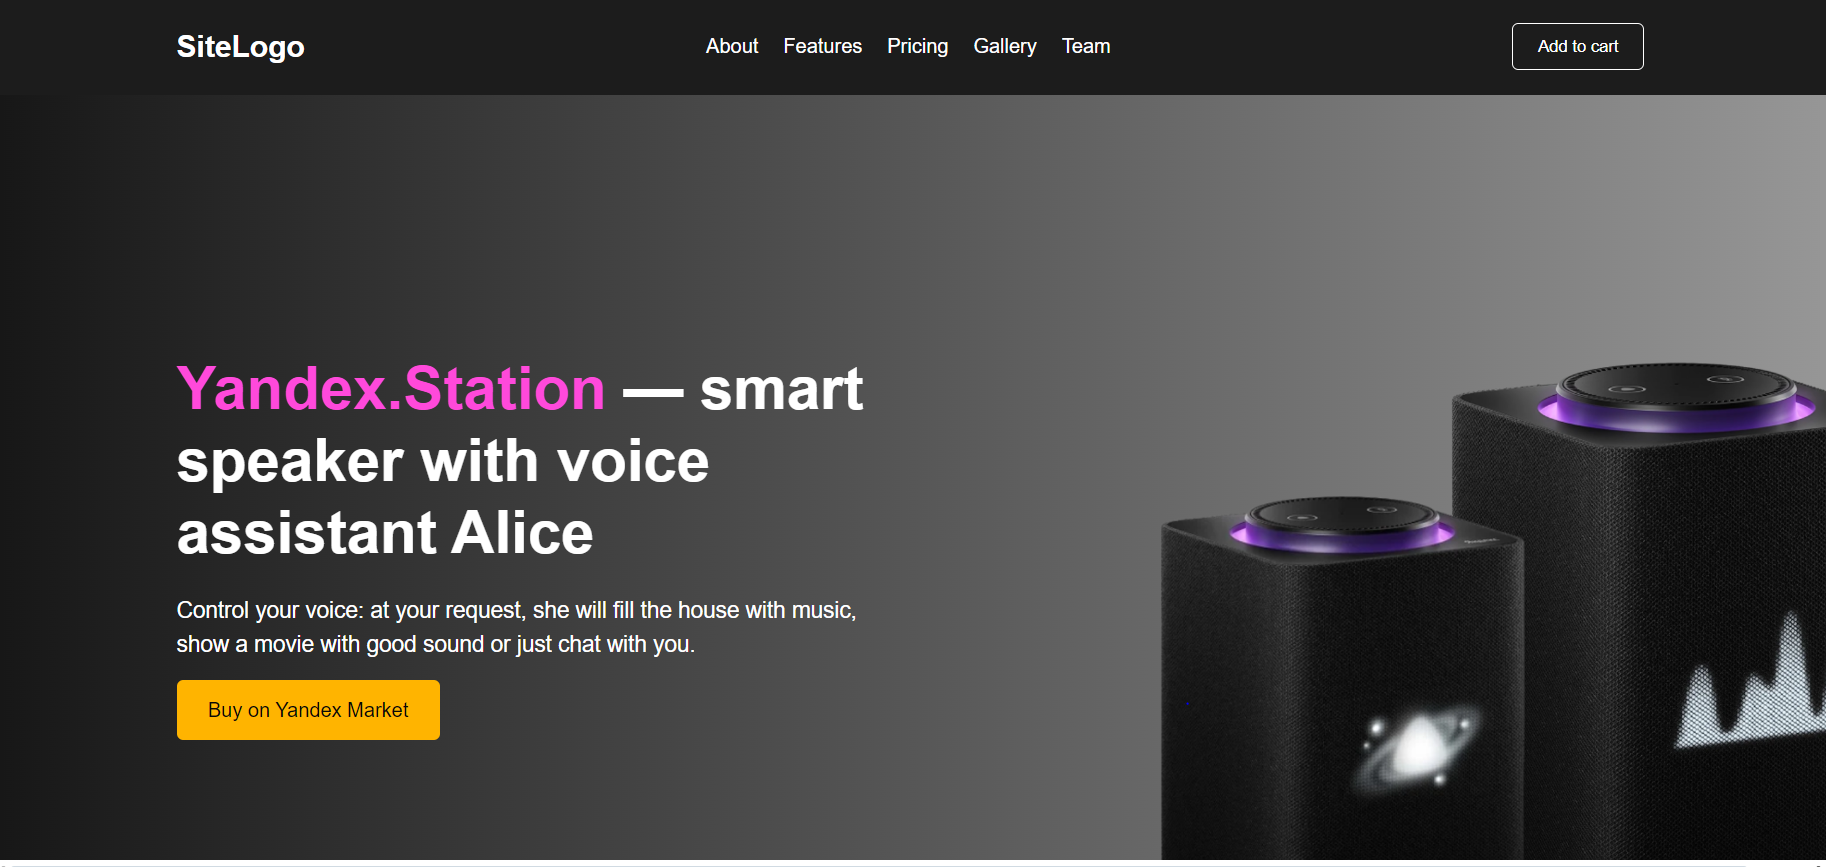 SiteLogo
About Features Pricing Gallery Team
Add to cart
Yandex.Station — smart
speaker with voice
assistant Alice
Control your voice: at your request, she will fill the house with music,
show a movie with good sound or just chat with you.
Buy on Yandex Market